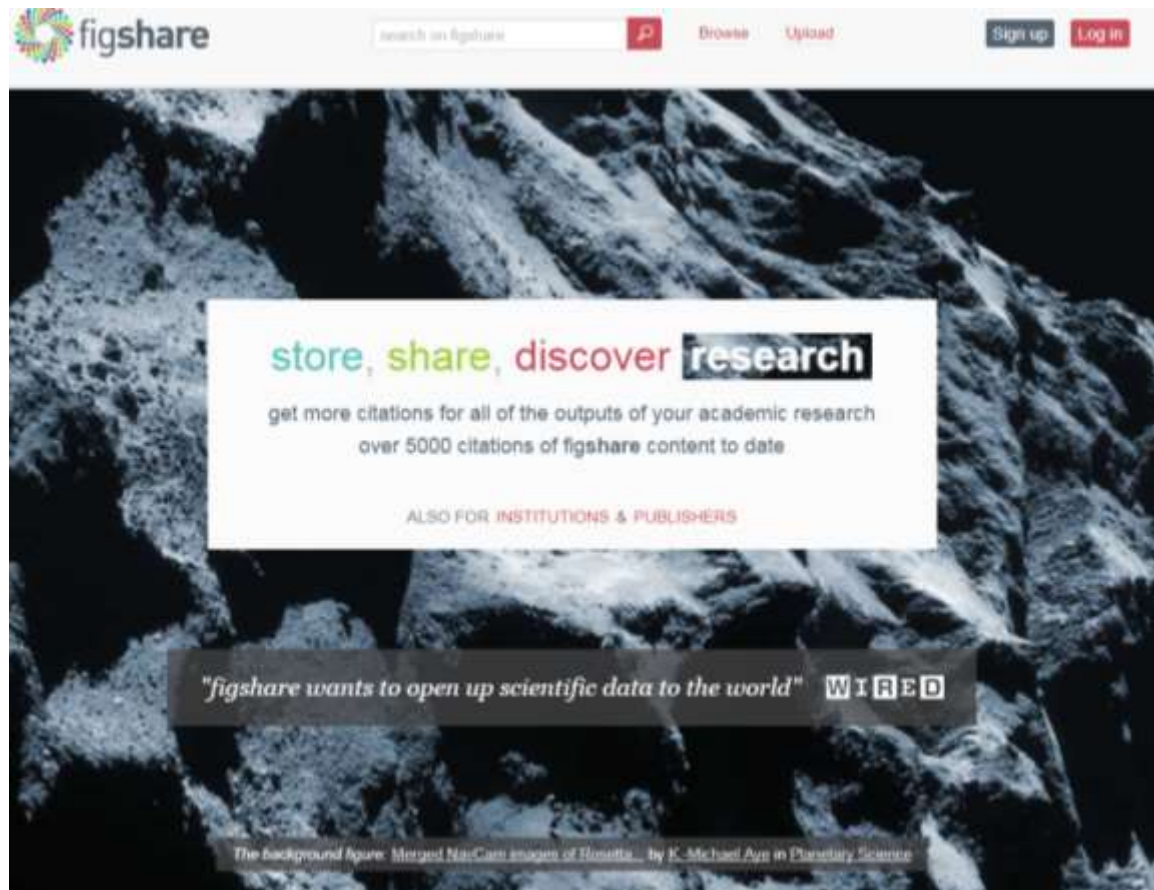 figshare
search on figshare
Browse
Upload
Sign up
Log in
store, share, discover research
get more citations for all of the outputs of your academic research
over 5000 citations of figshare content to date
ALSO FOR INSTITUTIONS & PUBLISHERS
"figshare wants to open up scientific data to the world" WIRED
The background figure: Merged NavCam images of Rosetta... by K.-Michael Aye in Planetary Science